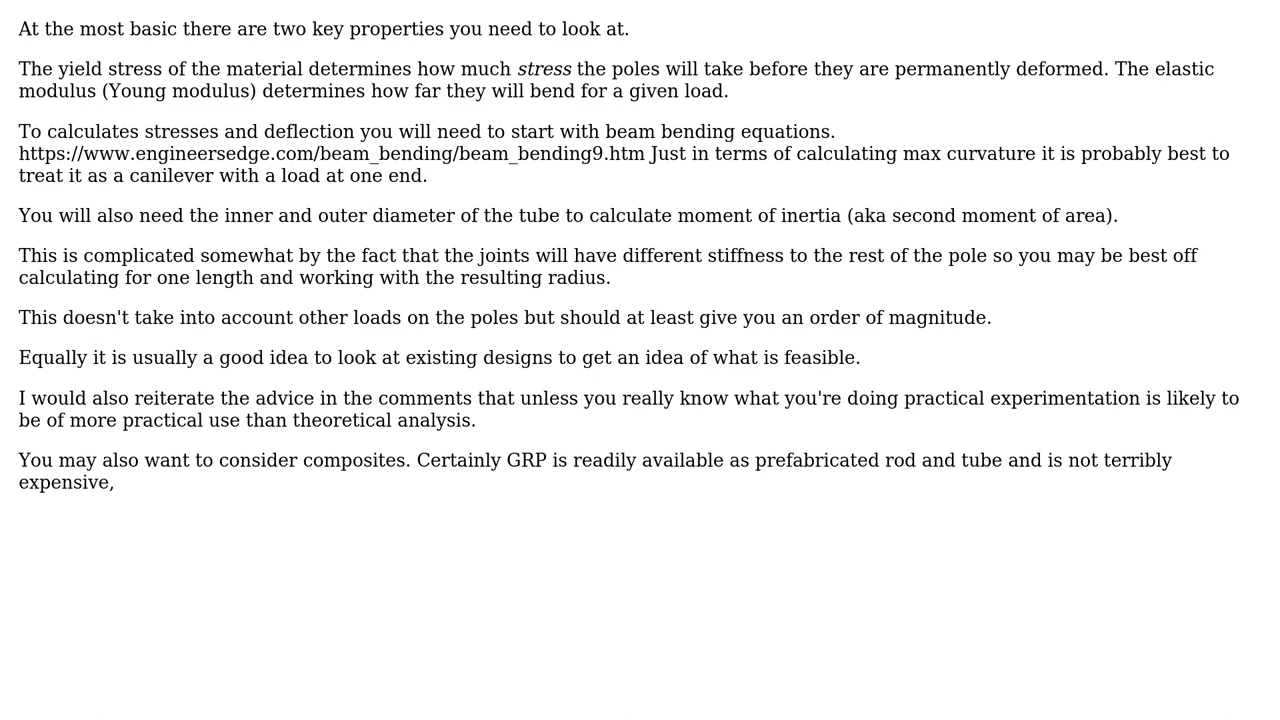 At the most basic there are two key properties you need to look at.
The yield stress of the material determines how much stress the poles will take before they are permanently deformed. The elastic
modulus (Young modulus) determines how far they will bend for a given load.
To calculates stresses and deflection you will need to start with beam bending equations.
https://www.engineersedge.com/beam_bending/beam_bending9.htm Just in terms of calculating max curvature it is probably best to
treat it as a canilever with a load at one end.
You will also need the inner and outer diameter of the tube to calculate moment of inertia (aka second moment of area).
This is complicated somewhat by the fact that the joints will have different stiffness to the rest of the pole so you may be best off
calculating for one length and working with the resulting radius.
This doesn't take into account other loads on the poles but should at least give you an order of magnitude.
Equally it is usually a good idea to look at existing designs to get an idea of what is feasible.
I would also reiterate the advice in the comments that unless you really know what you're doing practical experimentation is likely to
be of more practical use than theoretical analysis.
You may also want to consider composites. Certainly GRP is readily available as prefabricated rod and tube and is not terribly
expensive,